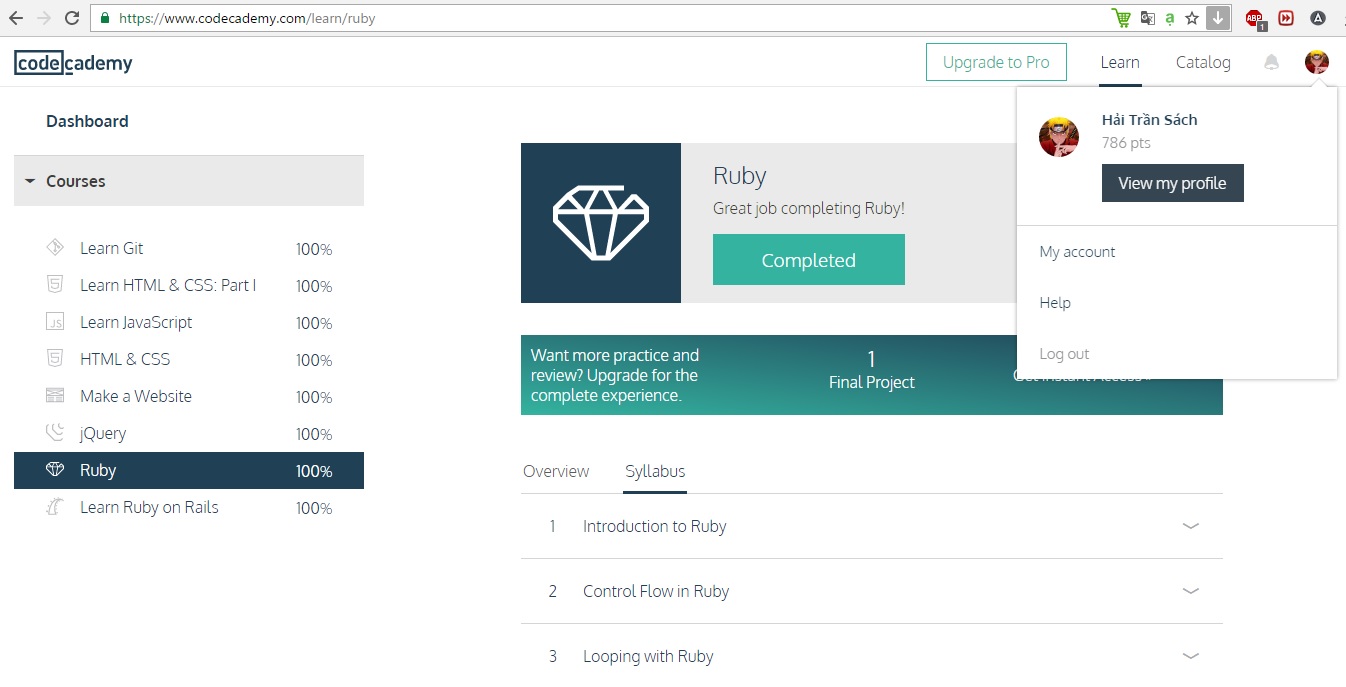 https://www.codecademy.com/learn/ruby
ABP
1
A
codecademy
Upgrade to Pro
Learn
Catalog
Hải Trần Sách
786 pts
View my profile
My account
Help
Log out
Dashboard
Courses
Learn Git 100%
Learn HTML & CSS: Part I 100%
JS Learn JavaScript 100%
HTML & CSS 100%
Make a Website 100%
jQuery 100%
Ruby 100%
Learn Ruby on Rails 100%
Ruby
Great job completing Ruby!
Completed
Want more practice and
review? Upgrade for the
complete experience.
1
Final Project
Overview Syllabus
1 Introduction to Ruby
2 Control Flow in Ruby
3 Looping with Ruby